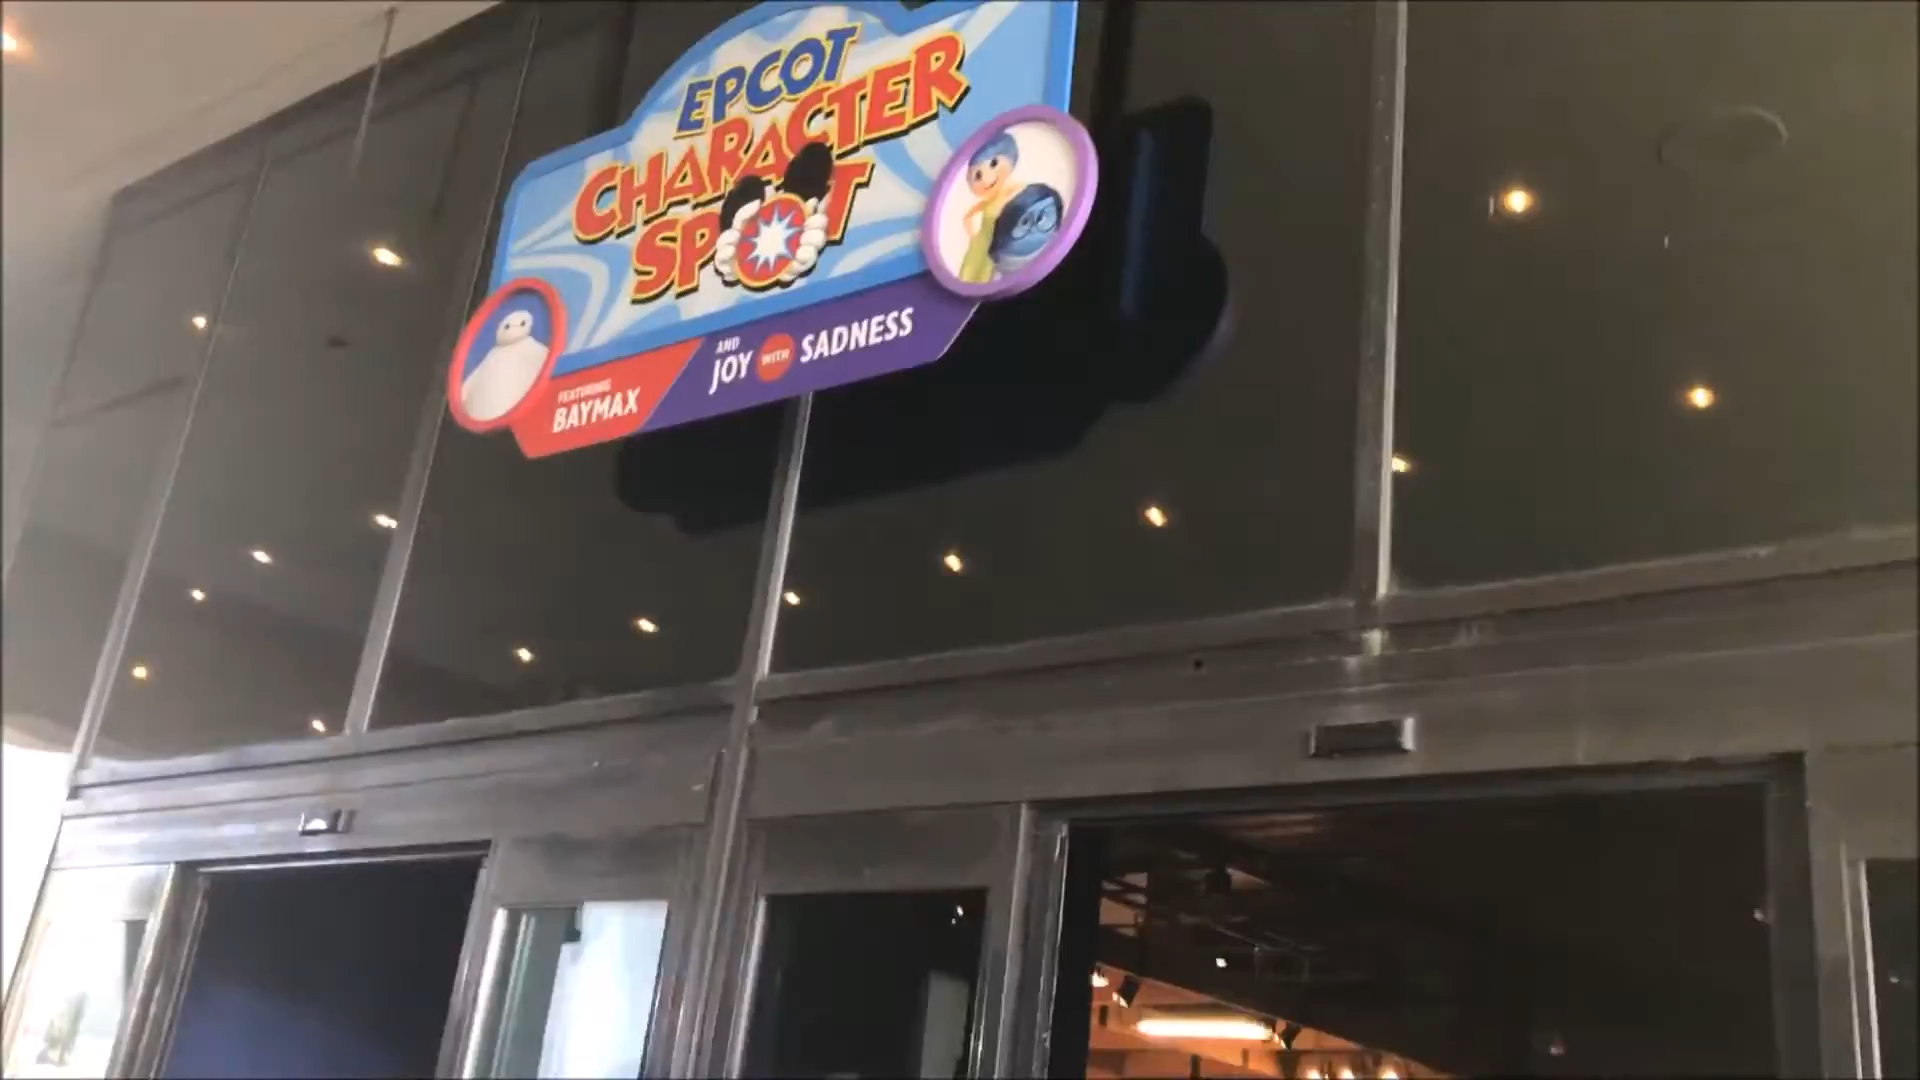 EPCOT
CHARACTER
SPOT
FEATURING
BAYMAX
AND
JOY WITH SADNESS